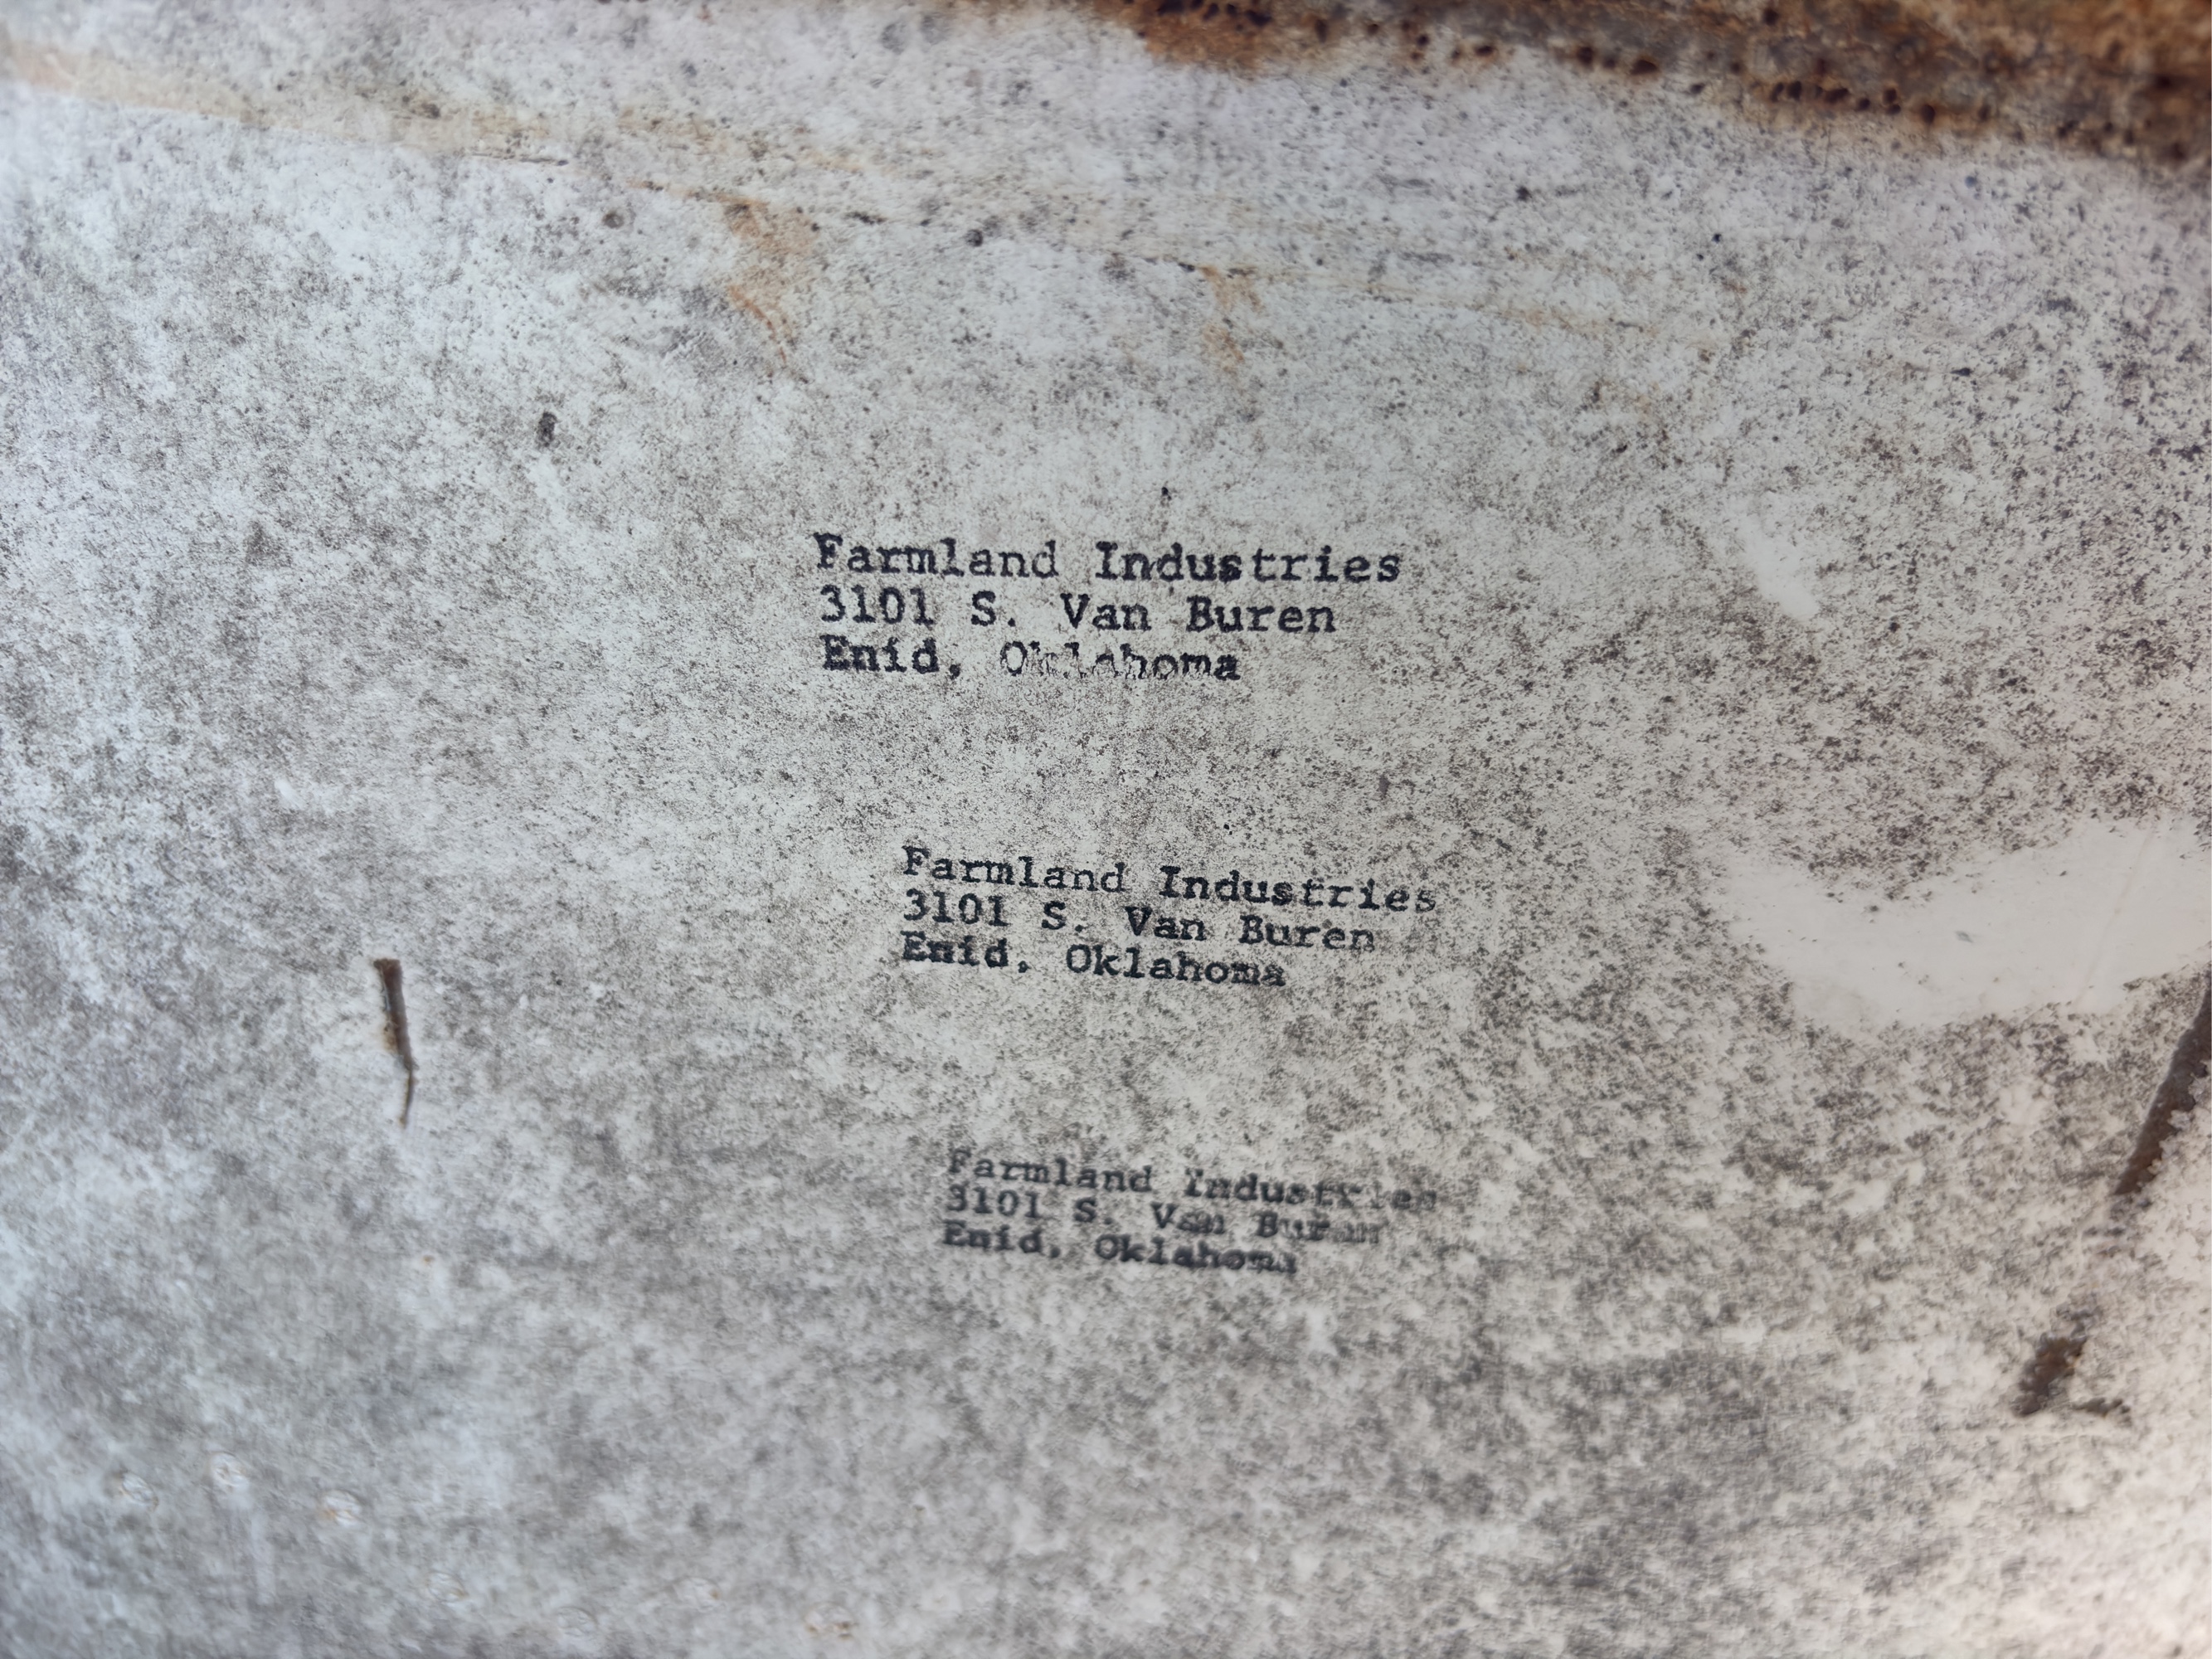 Farmland Industries
3101 S. Van Buren
Enid, Oklahoma
Farmland Industries
3101 S. Van Buren
Enid, Oklahoma
Farmland Industries
3101 S. Van Buren
Enid, Oklahoma